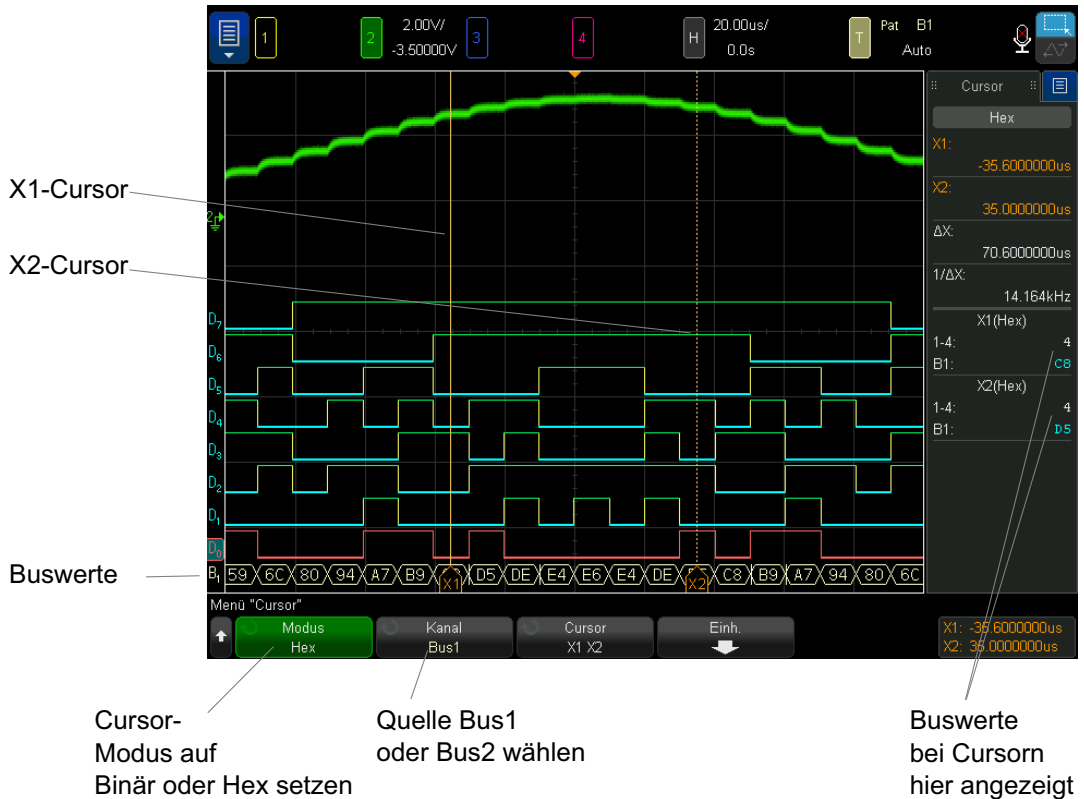 1
2
2.00V/
-3.50000V
3
4
H
20.00us/
0.0s
T
Pat B1
Auto
Cursor
Hex
X1:
-35.6000000us
X2:
35.0000000us
ΔX:
70.6000000us
1/ΔX:
14.164kHz
X1(Hex)
1-4: 4
B1: C8
X2(Hex)
1-4: 4
B1: D5
X1-Cursor
2
X2-Cursor
D7
D6
D5
D4
D3
D2
D1
D0
Buswerte
B1 59 6C 80 94 A7 B9 X1 D5 DE E4 E6 E4 DE X2 C8 B9 A7 94 80 6C
Menü "Cursor"
Modus
Hex
Kanal
Bus1
Cursor
X1 X2
Einh.
X1: -35.6000000us
X2: 35.0000000us
Cursor-
Modus auf
Binär oder Hex setzen
Quelle Bus1
oder Bus2 wählen
Buswerte
bei Cursorn
hier angezeigt